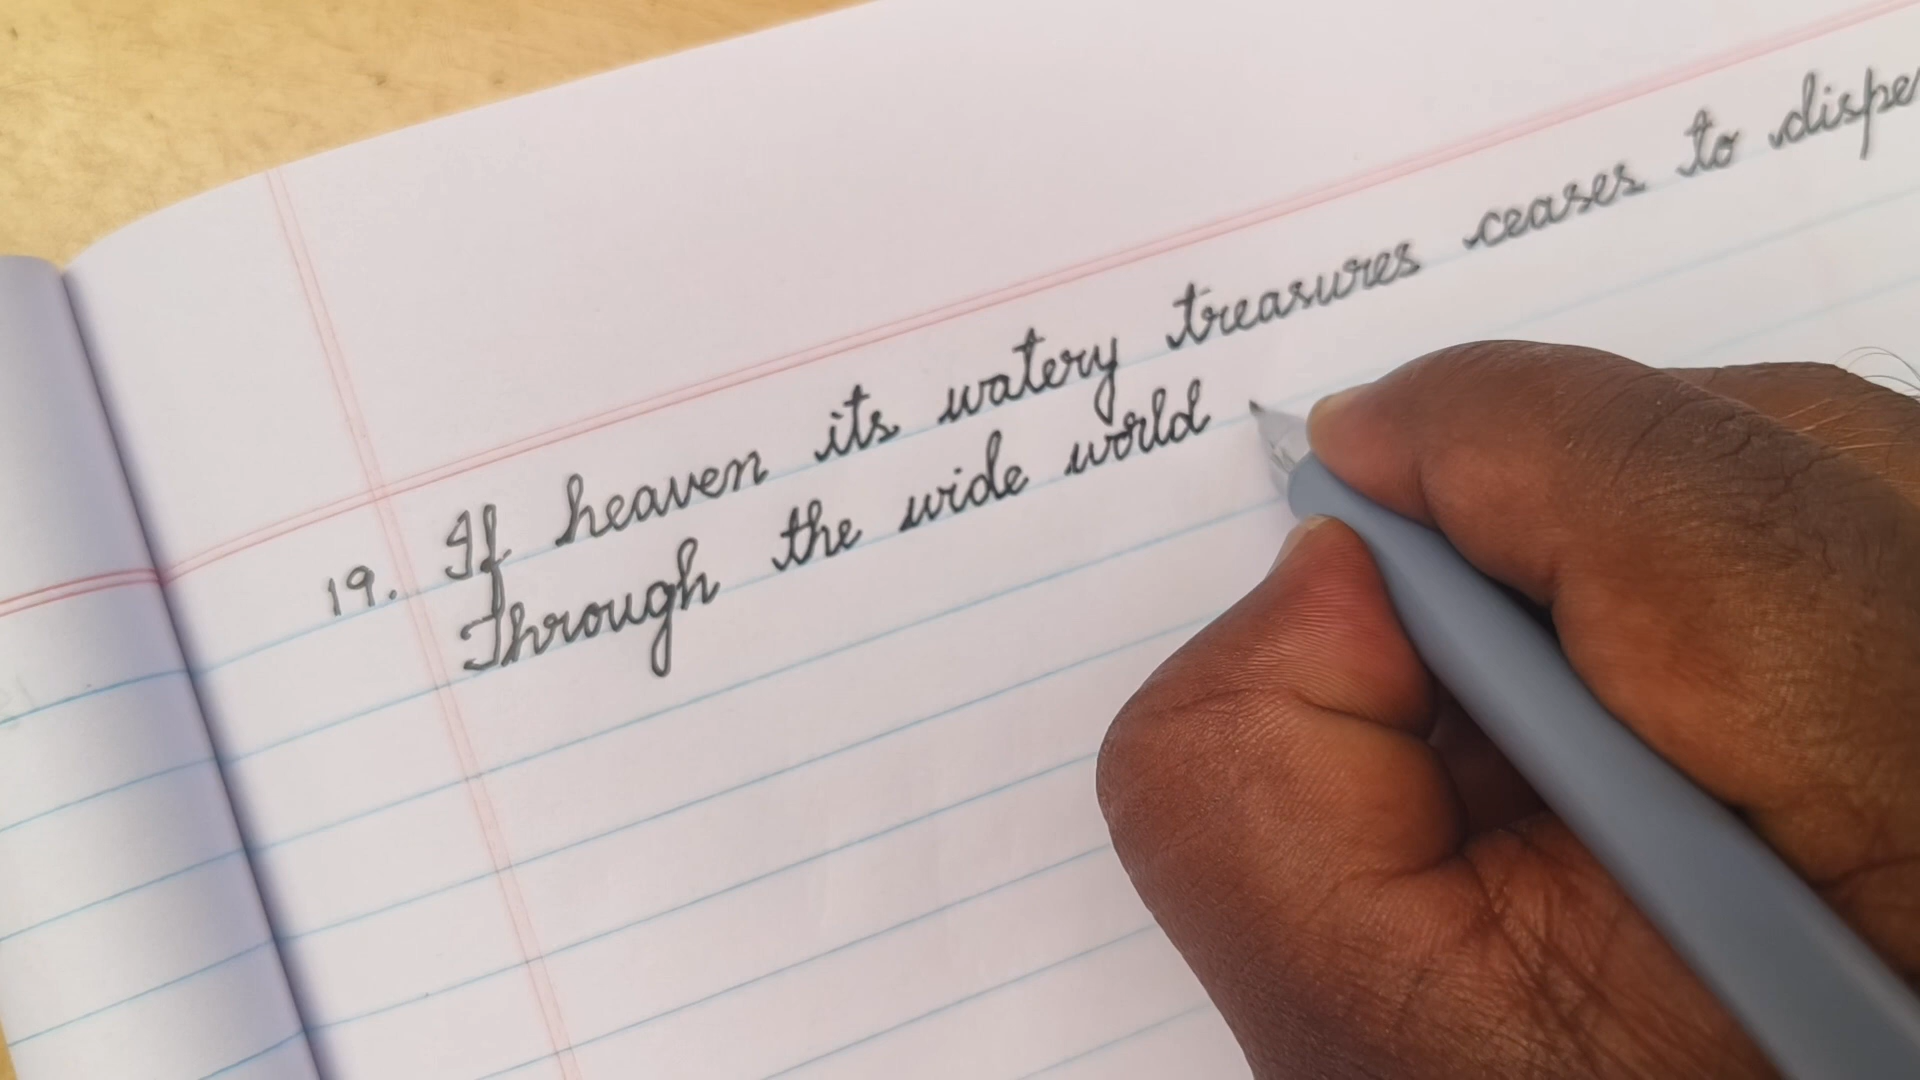 19. If heaven its watery treasures ceases to dispe
Through the wide world